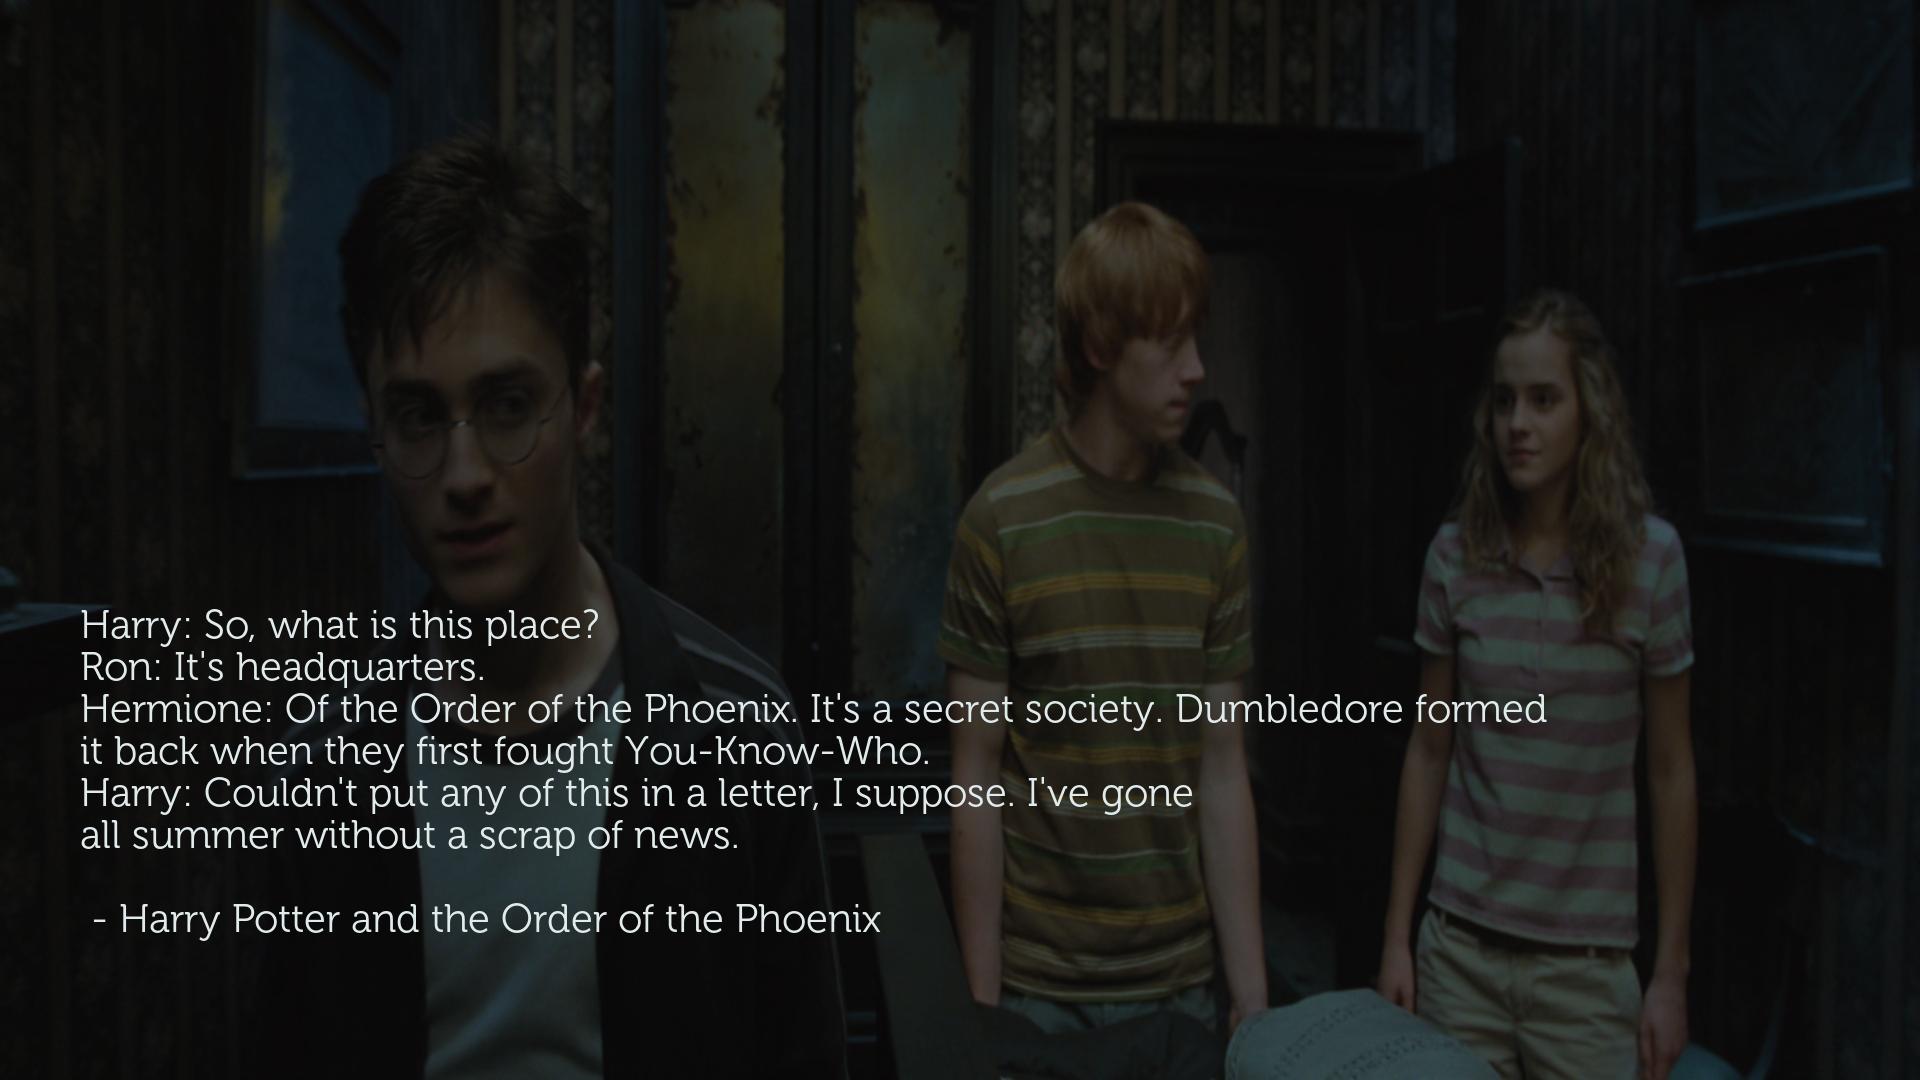 Harry: So, what is this place?
Ron: It's headquarters.
Hermione: Of the Order of the Phoenix. It's a secret society. Dumbledore formed
it back when they first fought You-Know-Who.
Harry: Couldn't put any of this in a letter, I suppose. I've gone
all summer without a scrap of news.
- Harry Potter and the Order of the Phoenix